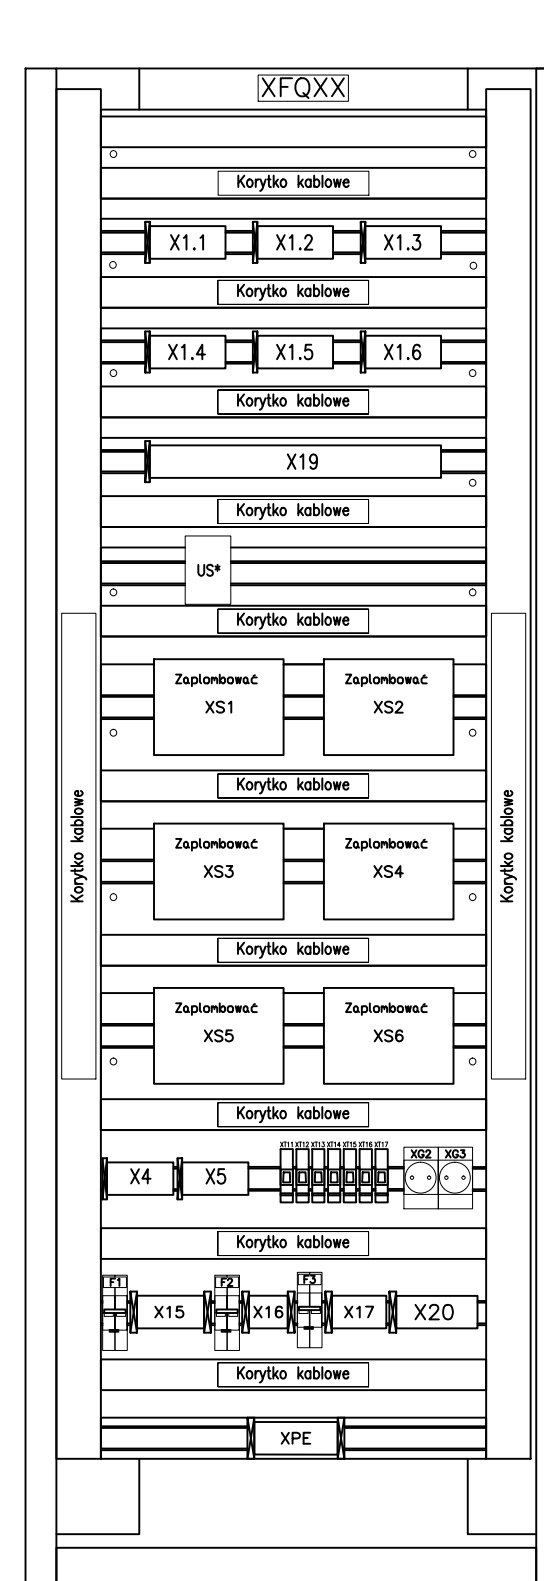 XFQXX
Korytko kablowe
X1.1 X1.2 X1.3
Korytko kablowe
X1.4 X1.5 X1.6
Korytko kablowe
X19
Korytko kablowe
US*
Korytko kablowe
Zaplombować Zaplombować
XS1 XS2
Korytko kablowe
Korytko kablowe
Korytko kablowe
Zaplombować Zaplombować
XS3 XS4
Korytko kablowe
Zaplombować Zaplombować
XS5 XS6
Korytko kablowe
XT11 XT12 XT13 XT14 XT15 XT16 XT17
XG2 XG3
X4 X5
Korytko kablowe
F1 F2 F3
X15 X16 X17 X20
Korytko kablowe
XPE